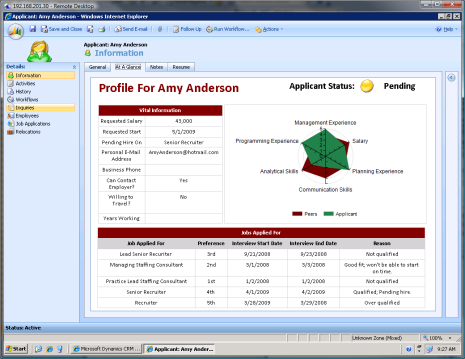 192.168.201.30 - Remote Desktop
Applicant: Amy Anderson - Windows Internet Explorer
Save and Close
Send E-mail
Follow Up
Run Workflow...
Actions
Help
Applicant: Amy Anderson
Information
Details:
Information
Activities
History
Workflows
Inquiries
Employees
Job Applications
Relocations
General
At A Glance
Notes
Resume
Profile For Amy Anderson
Applicant Status: Pending
Vital Information
Requested Salary 45,000
Requested Start 5/1/2009
Pending Hire On Senior Recruiter
Personal E-Mail Address AmyAnderson@hotmail.com
Business Phone
Can Contact Employer? Yes
Willing to Travel? No
Years Working
Management Experience
Programming Experience
Salary
Analytical Skills
Planning Experience
Communication Skills
Peers
Applicant
Jobs Applied For
Job Applied For Preference Interview Start Date Interview End Date Reason
Lead Senior Recruiter 3rd 9/21/2008 9/23/2008 Not qualified
Managing Staffing Consultant 2nd 5/1/2008 5/3/2008 Good fit; won't be able to start on time.
Practice Lead Staffing Consultant 1st 1/2/2008 1/2/2008 Not qualified
Senior Recruiter 4th 4/1/2009 4/2/2009 Qualified; Pending hire.
Recruiter 5th 3/28/2009 3/29/2008 Over qualified
Status: Active
Unknown Zone (Mixed)
100%
Start
Microsoft Dynamics CRM ...
Applicant: Amy Ander...
9:27 AM